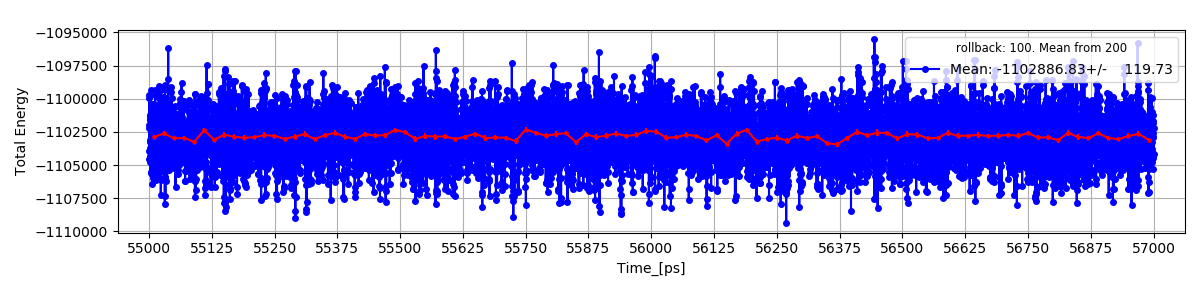 −1095000
−1097500
−1100000
−1102500
−1105000
−1107500
−1110000
Total Energy
rollback: 100. Mean from 200
Mean: -1102886.83+/-    119.73
55000 55125 55250 55375 55500 55625 55750 55875 56000 56125 56250 56375 56500 56625 56750 56875 57000
Time_[ps]